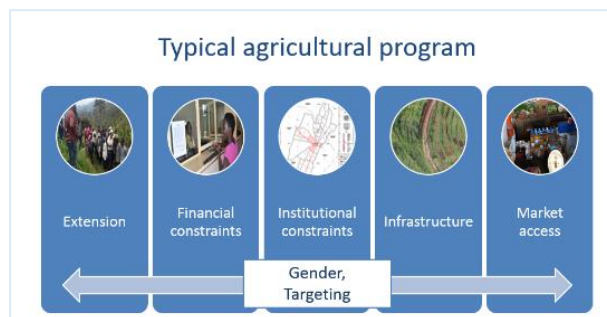 Typical agricultural program
Extension
Financial
constraints
Institutional
constraints
Infrastructure
Market
access
Gender,
Targeting